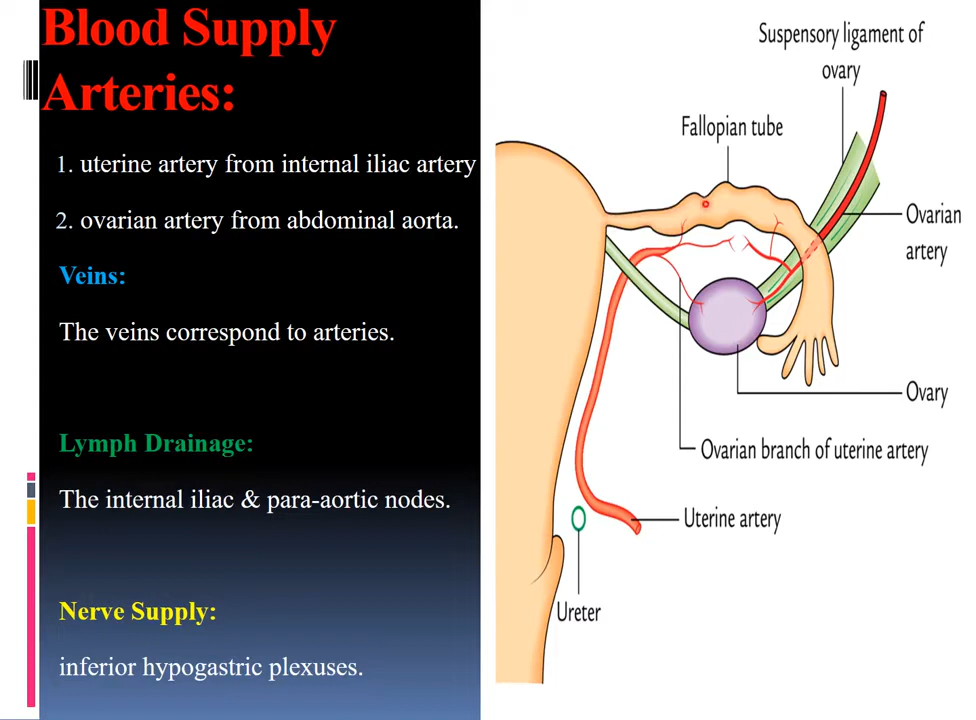 Blood Supply
Arteries:
1. uterine artery from internal iliac artery
2. ovarian artery from abdominal aorta.
Veins:
The veins correspond to arteries.
Lymph Drainage:
The internal iliac & para-aortic nodes.
Nerve Supply:
inferior hypogastric plexuses.
Suspensory ligament of
ovary
Fallopian tube
Ovarian
artery
Ovary
Ovarian branch of uterine artery
Uterine artery
Ureter